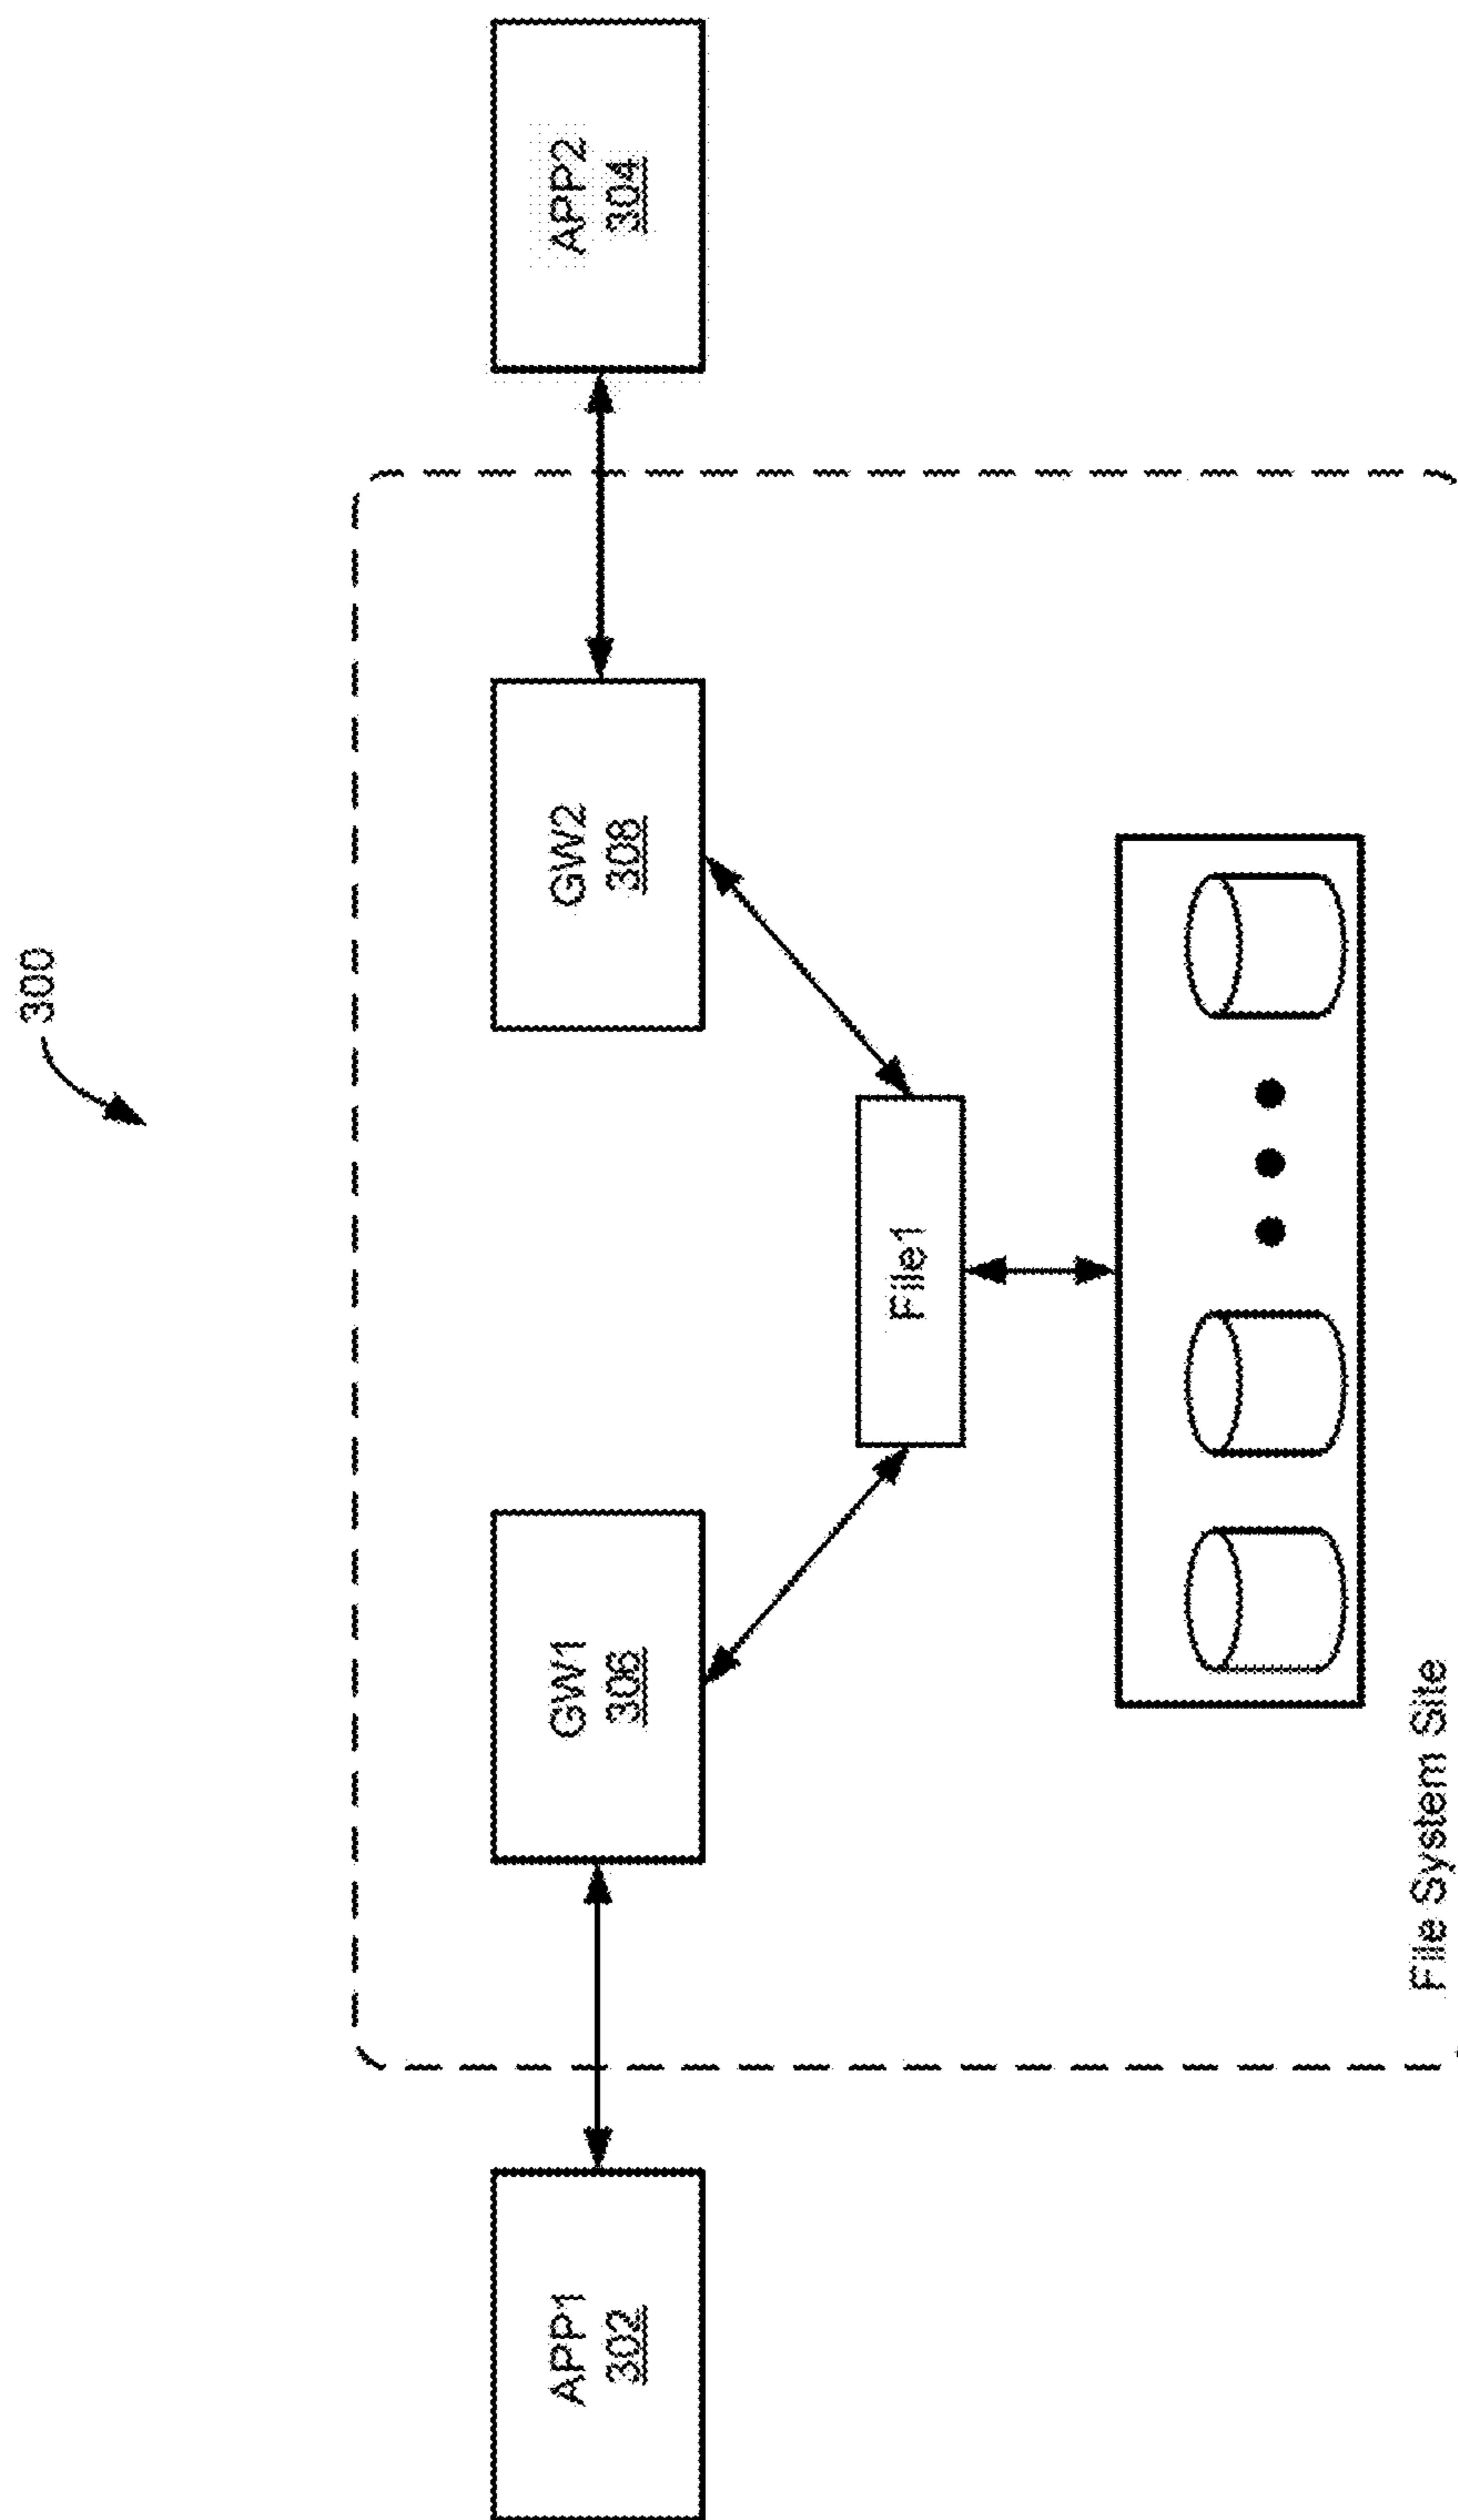 300
APP1
302
GW1
306
GW2
308
APP2
304
File1
File System Site